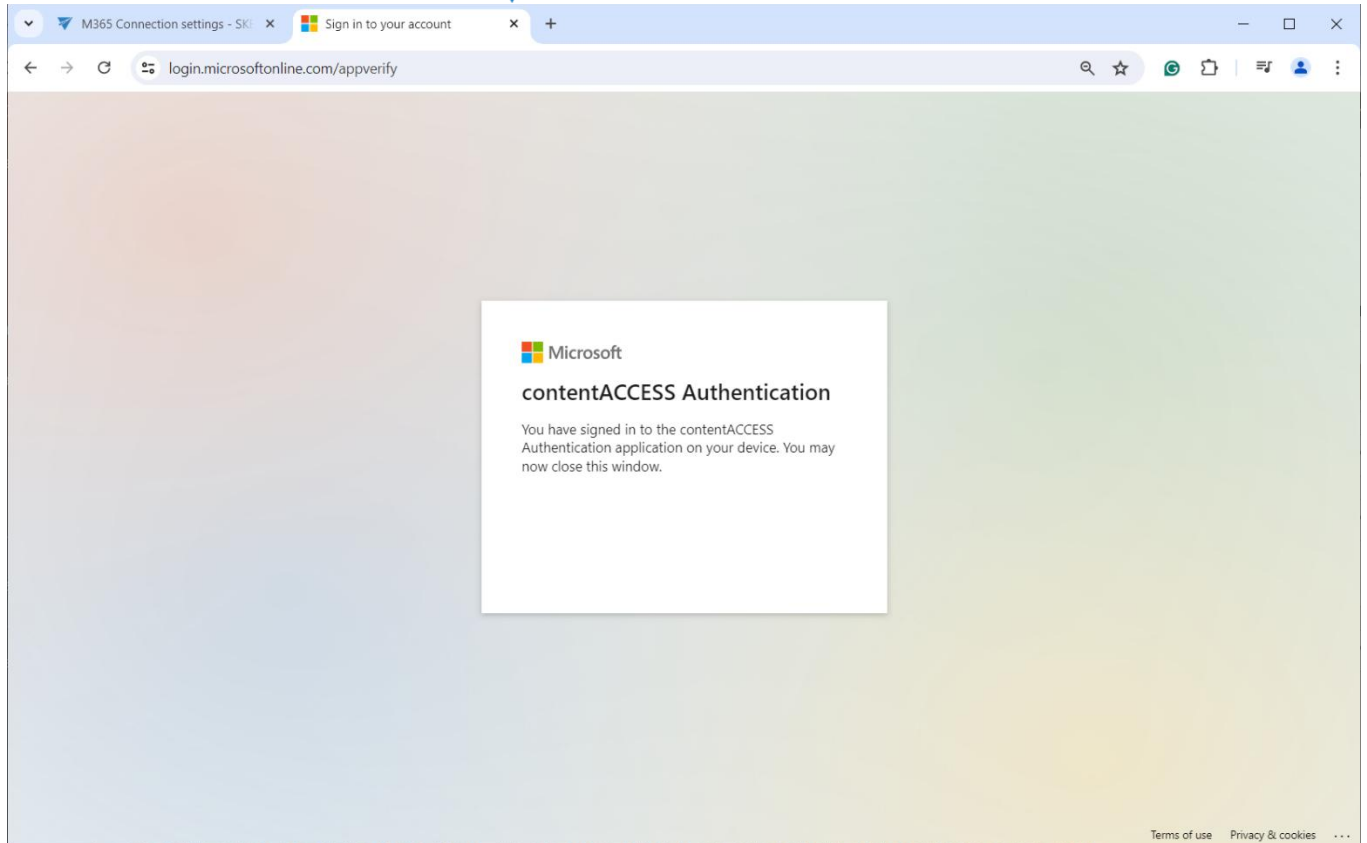 M365 Connection settings - SK
Sign in to your account
login.microsoftonline.com/appverify
Microsoft
contentACCESS Authentication
You have signed in to the contentACCESS
Authentication application on your device. You may
now close this window.
Terms of use Privacy & cookies ...